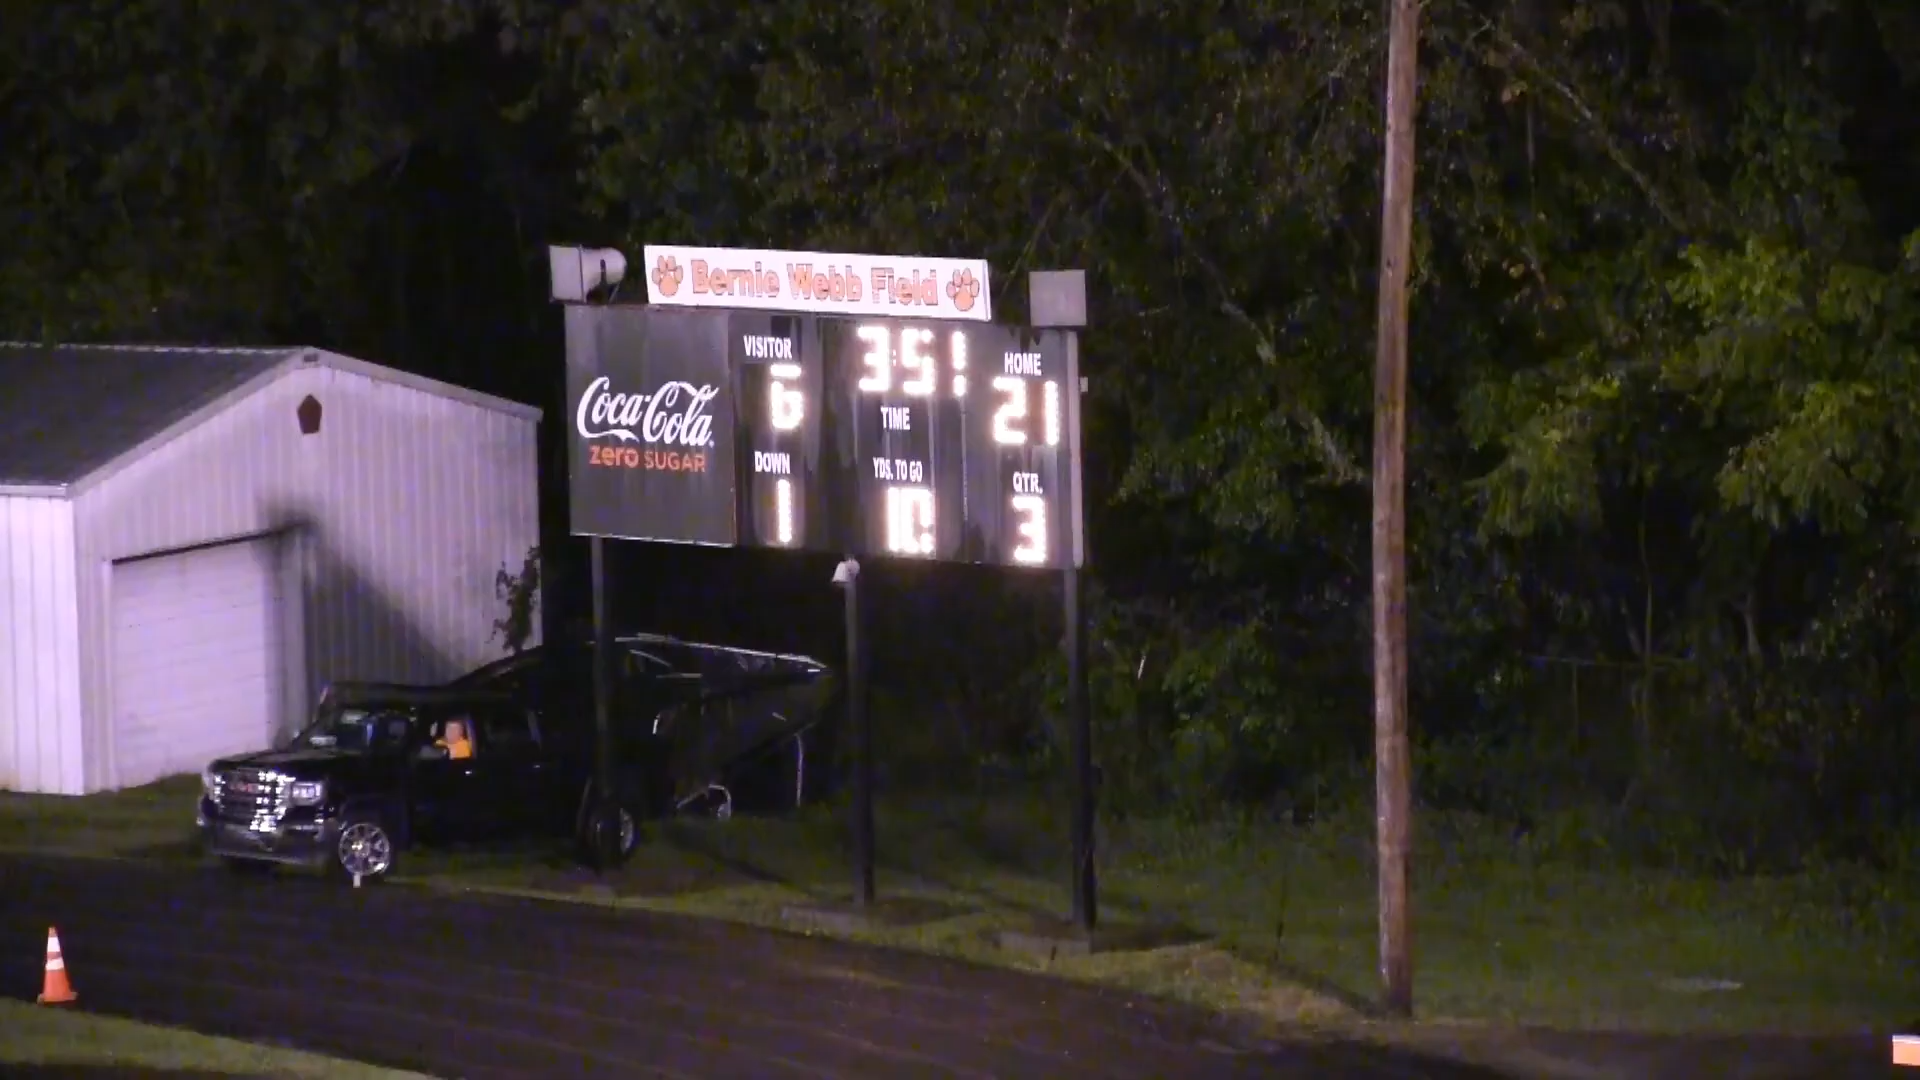 Bernie Webb Field
VISITOR 3:51 HOME
6 TIME 21
Coca-Cola
zero SUGAR
DOWN YDS. TO GO QTR.
1 10 3